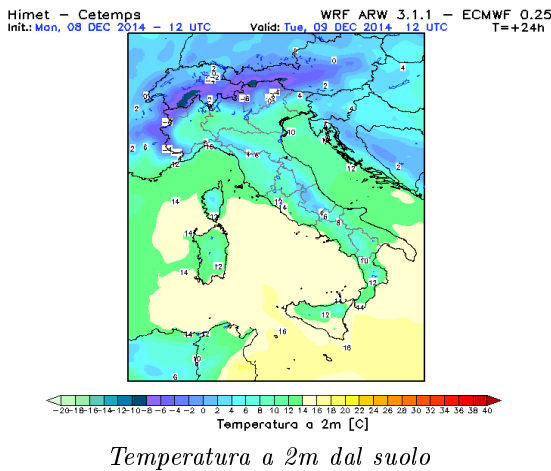 Himet – Cetemps WRF ARW 3.1.1 – ECMWF 0.25
Init.: Mon, 08 DEC 2014 – 12 UTC Valid: Tue, 09 DEC 2014 12 UTC T=+24h
-20 -18 -16 -14 -12 -10 -8 -6 -4 -2 0 2 4 6 8 10 12 14 16 18 20 22 24 26 28 30 32 34 36 38 40
Temperatura a 2m [C]
Temperatura a 2m dal suolo